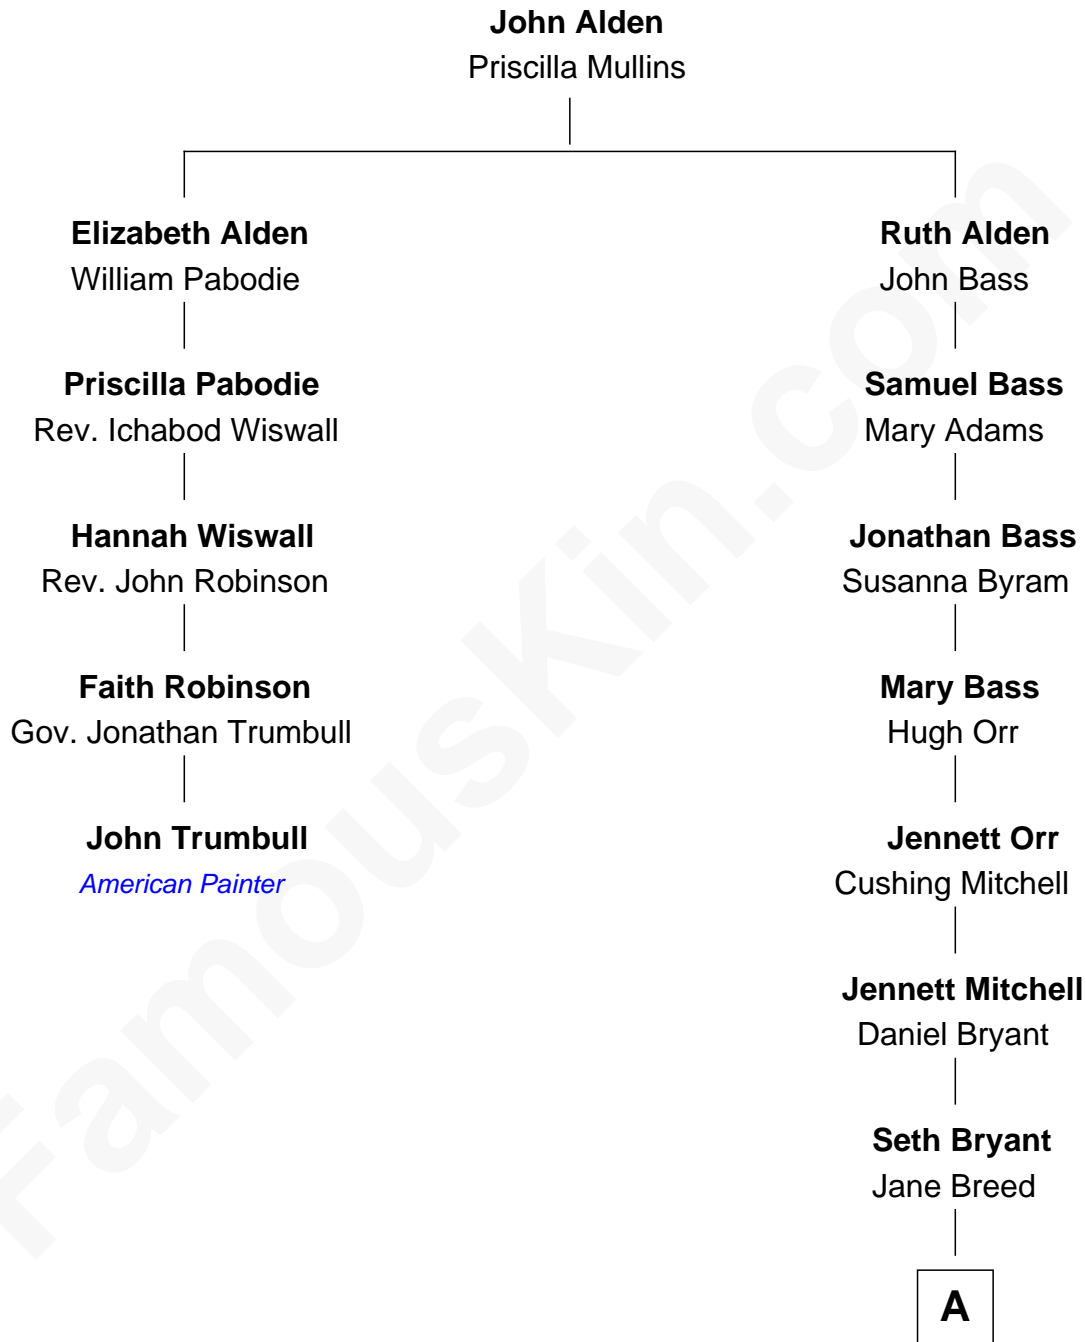 John Alden
Priscilla Mullins
Elizabeth Alden
William Pabodie
Ruth Alden
John Bass
Priscilla Pabodie
Rev. Ichabod Wiswall
Samuel Bass
Mary Adams
Hannah Wiswall
Rev. John Robinson
Jonathan Bass
Susanna Byram
Faith Robinson
Gov. Jonathan Trumbull
Mary Bass
Hugh Orr
John Trumbull
American Painter
Jennett Orr
Cushing Mitchell
Jennett Mitchell
Daniel Bryant
Seth Bryant
Jane Breed
A
FamousKin.com